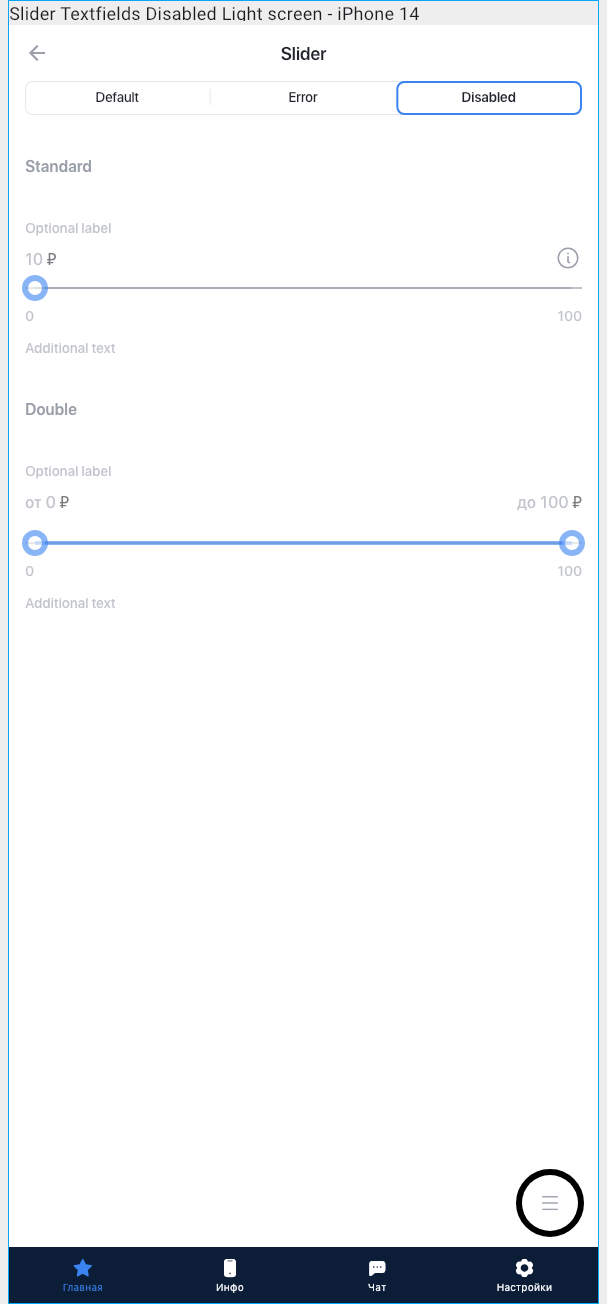 Slider Textfields Disabled Light screen - iPhone 14
Slider
Default Error Disabled
Standard
Optional label
10 ₽
0 100
Additional text
Double
Optional label
от 0 ₽ до 100 ₽
0 100
Additional text
Главная Инфо Чат Настройки